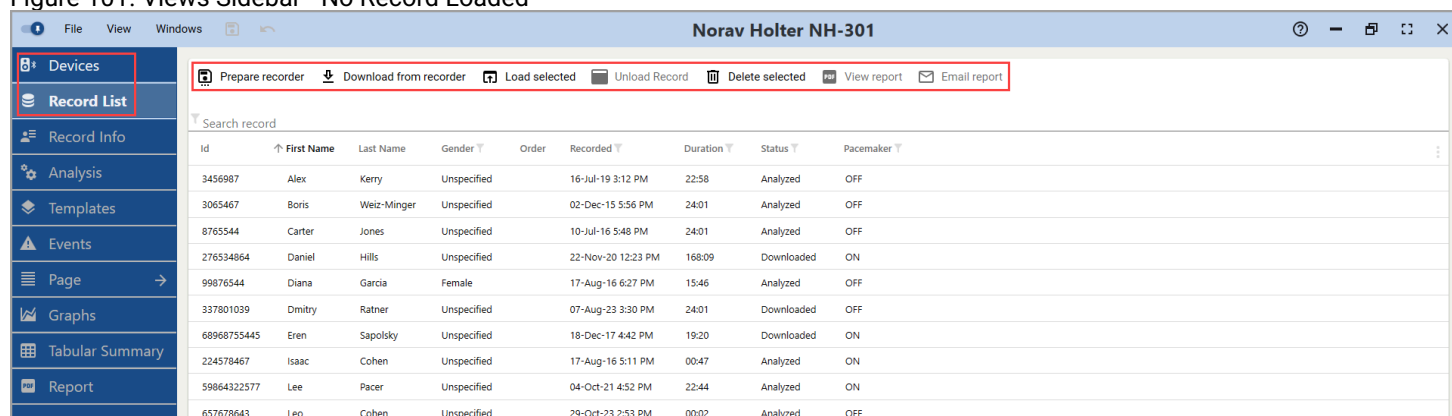 Figure 101: Views Sidebar - No Record Loaded
File View Windows Norav Holter NH-301
Devices
Record List
Record Info
Analysis
Templates
Events
Page
Graphs
Tabular Summary
Report
Prepare recorder Download from recorder Load selected Unload Record Delete selected PDF View report Email report
Search record
Id First Name Last Name Gender Order Recorded Duration Status Pacemaker
3456987 Alex Kerry Unspecified 16-Jul-19 3:12 PM 22:58 Analyzed OFF
3065467 Boris Weiz-Minger Unspecified 02-Dec-15 5:56 PM 24:01 Analyzed OFF
8765544 Carter Jones Unspecified 10-Jul-16 5:48 PM 24:01 Analyzed OFF
276534864 Daniel Hills Unspecified 22-Nov-20 12:23 PM 168:09 Downloaded ON
99876544 Diana Garcia Female 17-Aug-16 6:27 PM 15:46 Analyzed OFF
337801039 Dmitry Ratner Unspecified 07-Aug-23 3:30 PM 24:01 Downloaded OFF
68968755445 Eren Sapolsky Unspecified 18-Dec-17 4:42 PM 19:20 Downloaded ON
224578467 Isaac Cohen Unspecified 17-Aug-16 5:11 PM 00:47 Analyzed ON
59864322577 Lee Pacer Unspecified 04-Oct-21 4:52 PM 22:44 Analyzed ON
657678643 Leo Cohen Unspecified 29-Oct-23 2:53 PM 00:02 Analyzed OFF